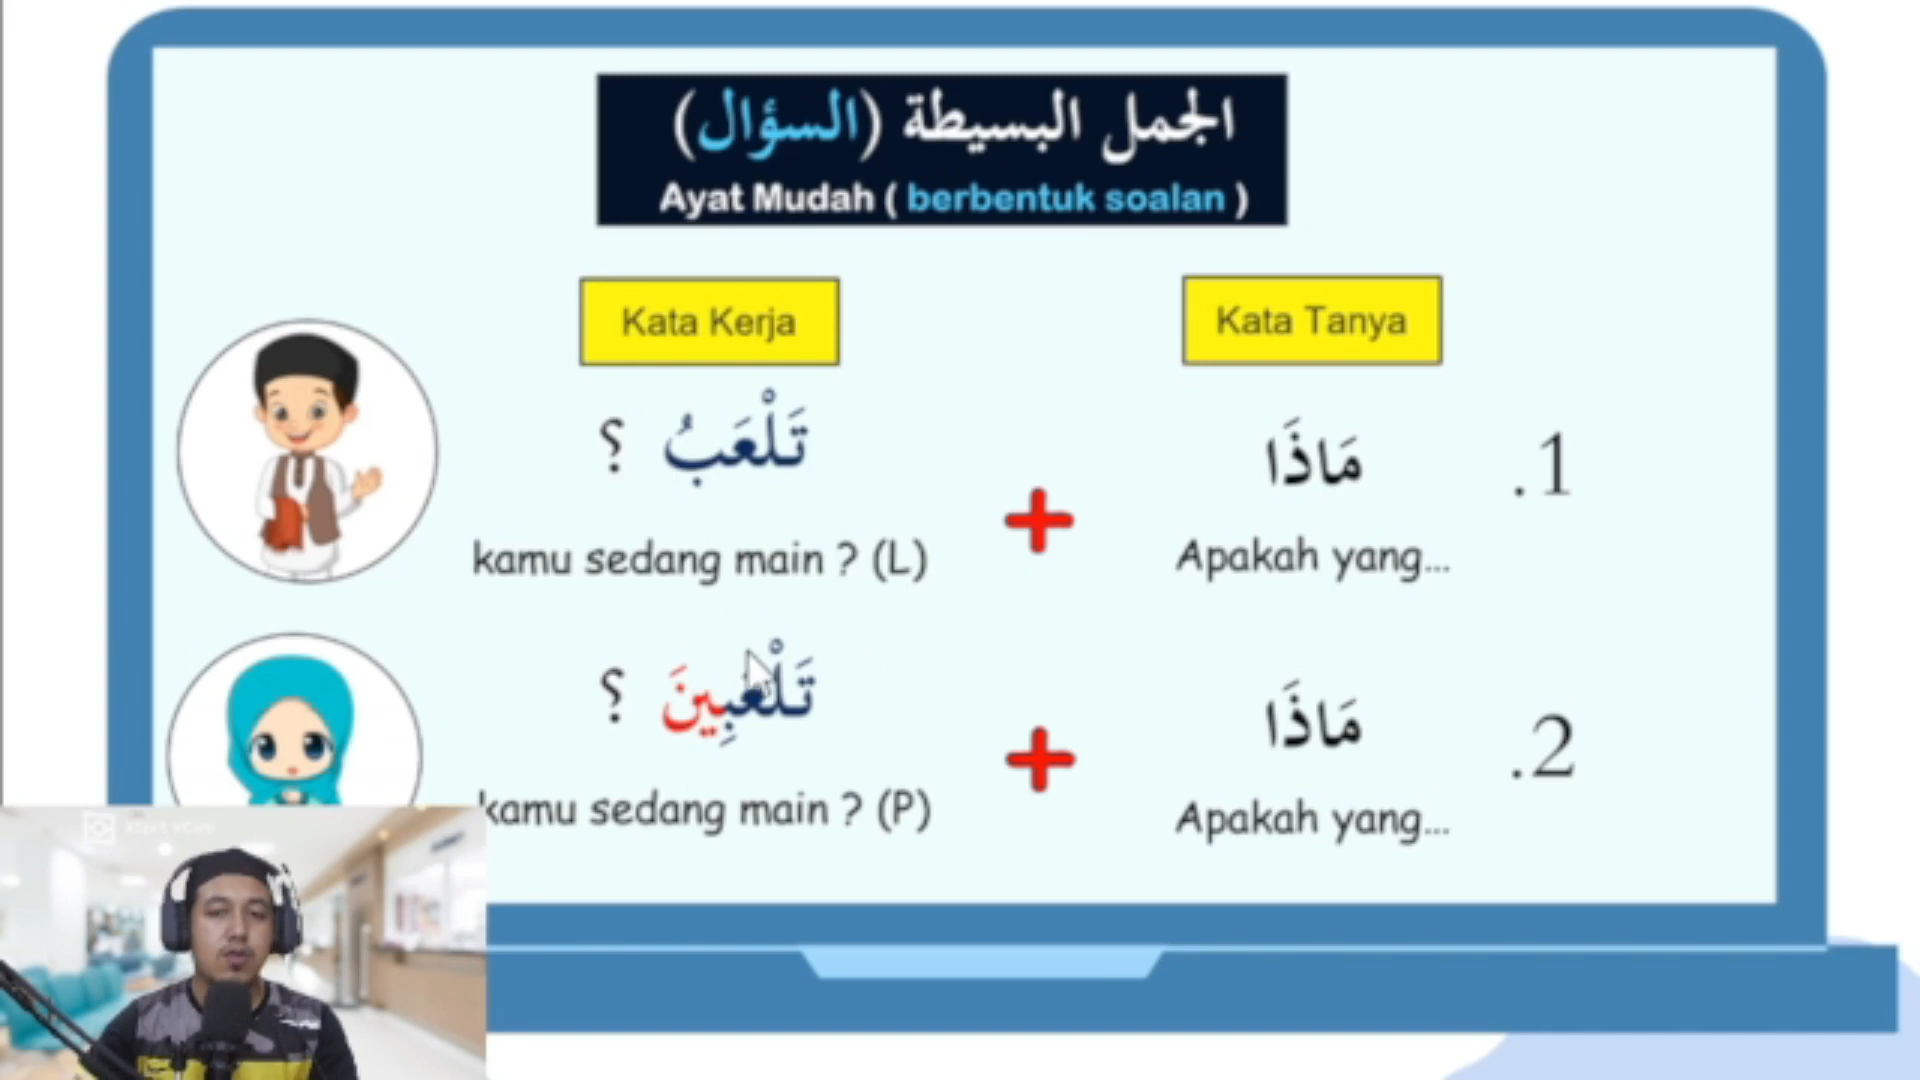 الجمل البسيطة (السؤال)
Ayat Mudah ( berbentuk soalan )
Kata Kerja
Kata Tanya
1. مَاذَا + تَلْعَبُ ؟
Apakah yang...
kamu sedang main ? (L)
2. مَاذَا + تَلْعَبِينَ ؟
Apakah yang...
kamu sedang main ? (P)